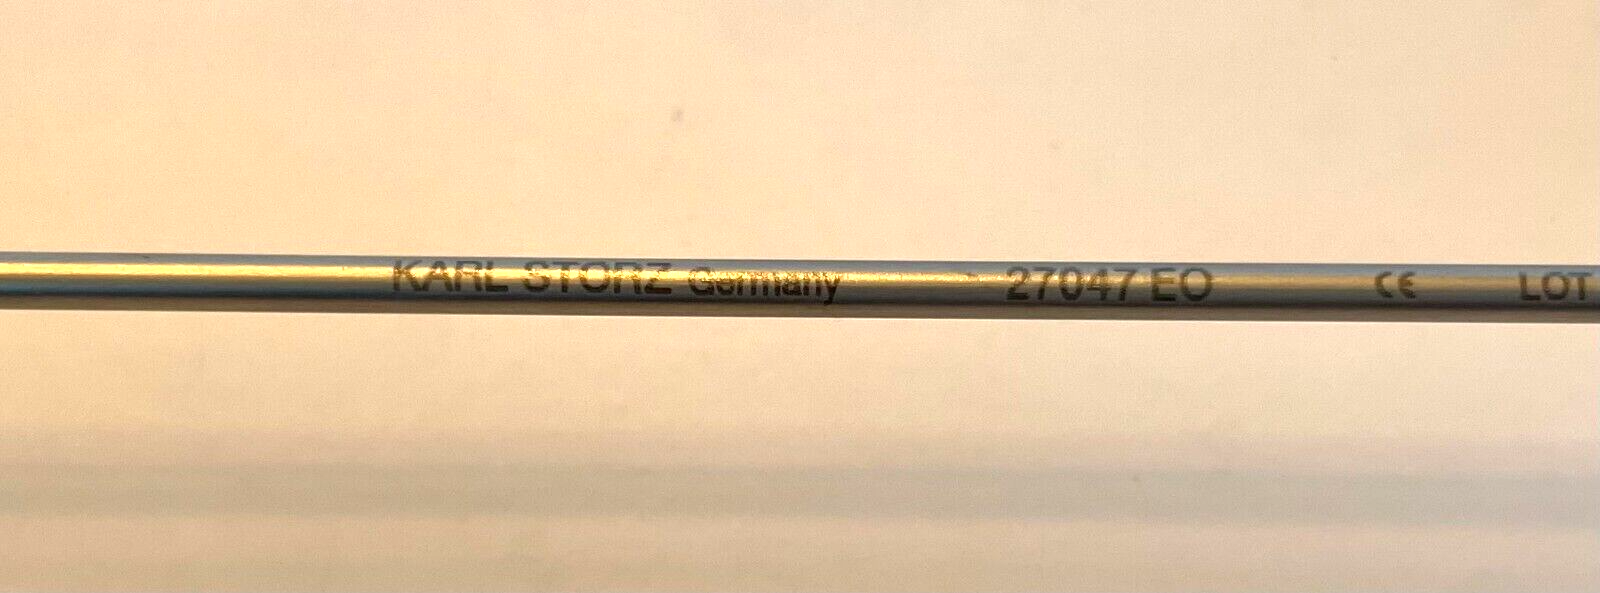 KARL STORZ Germany 27047 EO CE LOT